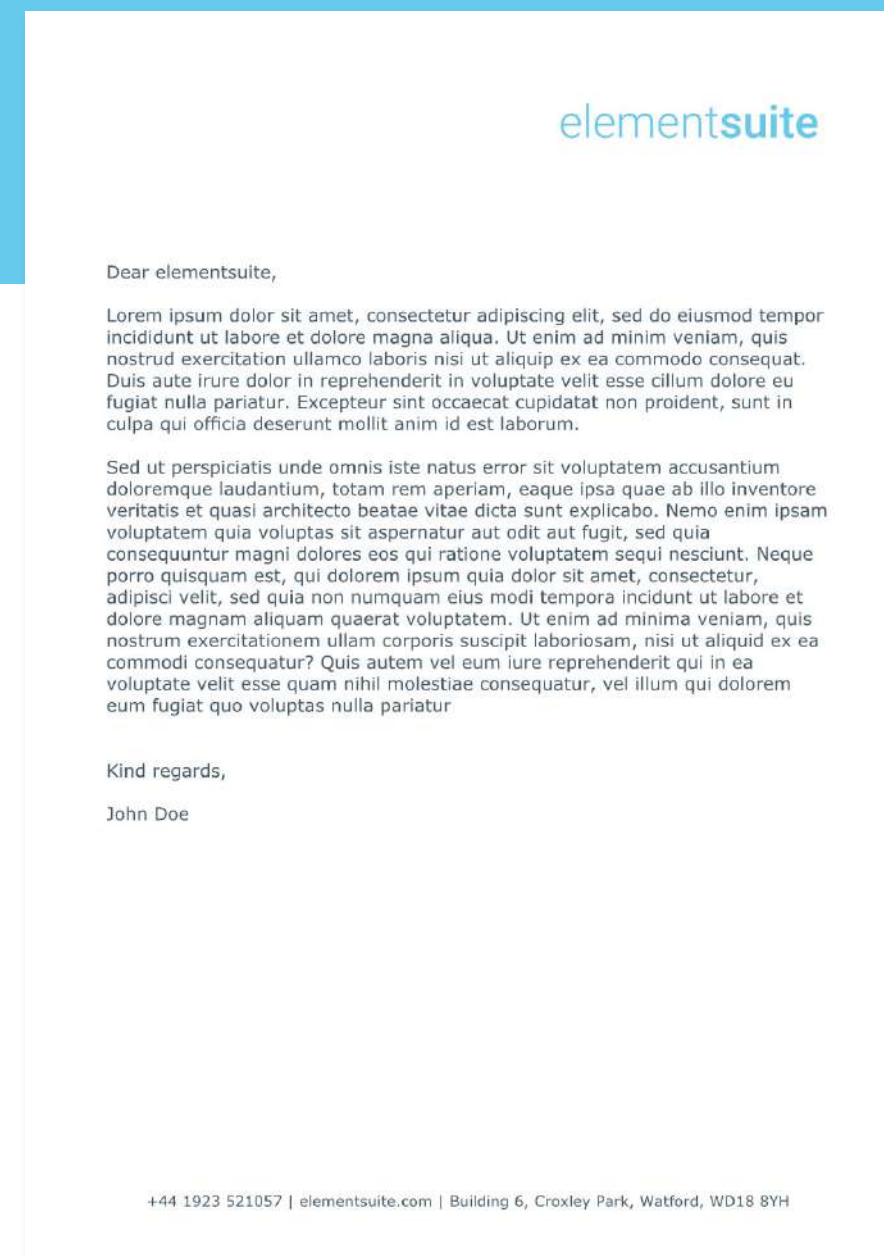 elementsuite
Dear elementsuite,
Lorem ipsum dolor sit amet, consectetur adipiscing elit, sed do eiusmod tempor
incididunt ut labore et dolore magna aliqua. Ut enim ad minim veniam, quis
nostrud exercitation ullamco laboris nisi ut aliquip ex ea commodo consequat.
Duis aute irure dolor in reprehenderit in voluptate velit esse cillum dolore eu
fugiat nulla pariatur. Excepteur sint occaecat cupidatat non proident, sunt in
culpa qui officia deserunt mollit anim id est laborum.
Sed ut perspiciatis unde omnis iste natus error sit voluptatem accusantium
doloremque laudantium, totam rem aperiam, eaque ipsa quae ab illo inventore
veritatis et quasi architecto beatae vitae dicta sunt explicabo. Nemo enim ipsam
voluptatem quia voluptas sit aspernatur aut odit aut fugit, sed quia
consequuntur magni dolores eos qui ratione voluptatem sequi nesciunt. Neque
porro quisquam est, qui dolorem ipsum quia dolor sit amet, consectetur,
adipisci velit, sed quia non numquam eius modi tempora incidunt ut labore et
dolore magnam aliquam quaerat voluptatem. Ut enim ad minima veniam, quis
nostrum exercitationem ullam corporis suscipit laboriosam, nisi ut aliquid ex ea
commodi consequatur? Quis autem vel eum iure reprehenderit qui in ea
voluptate velit esse quam nihil molestiae consequatur, vel illum qui dolorem
eum fugiat quo voluptas nulla pariatur
Kind regards,
John Doe
+44 1923 521057 | elementsuite.com | Building 6, Croxley Park, Watford, WD18 8YH